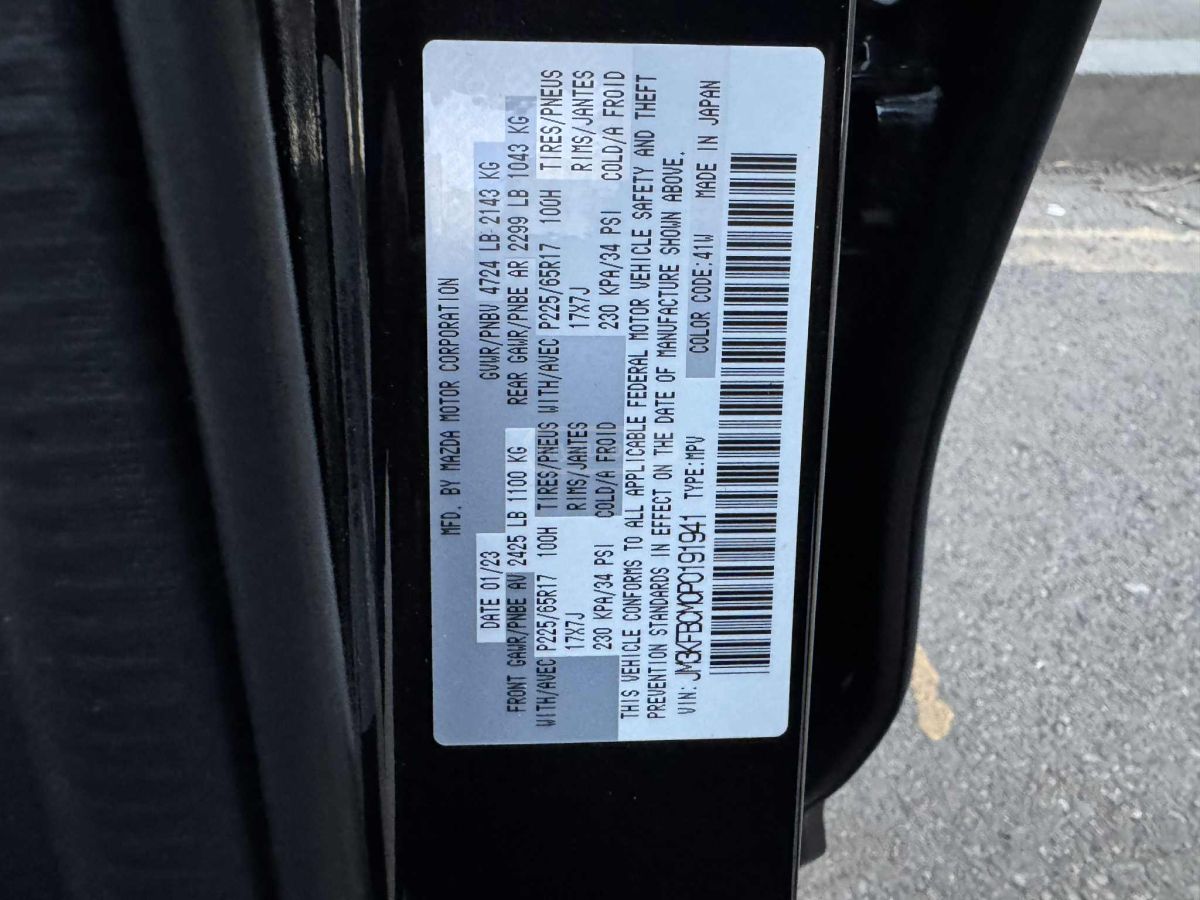 MFD. BY MAZDA MOTOR CORPORATION
DATE 01/23 GVWR/PNBV 4724 LB 2143 KG
FRONT GAWR/PNBE AV 2425 LB 1100 KG REAR GAWR/PNBE AR 2299 LB 1043 KG
WITH/AVEC P225/65R17 100H TIRES/PNEUS WITH/AVEC P225/65R17 100H TIRES/PNEUS
17X7J RIMS/JANTES 17X7J RIMS/JANTES
230 KPA/34 PSI COLD/A FROID 230 KPA/34 PSI COLD/A FROID
THIS VEHICLE CONFORMS TO ALL APPLICABLE FEDERAL MOTOR VEHICLE SAFETY AND THEFT
PREVENTION STANDARDS IN EFFECT ON THE DATE OF MANUFACTURE SHOWN ABOVE.
VIN: JM3KFBCM0P0191941 TYPE:MPV COLOR CODE:41W MADE IN JAPAN